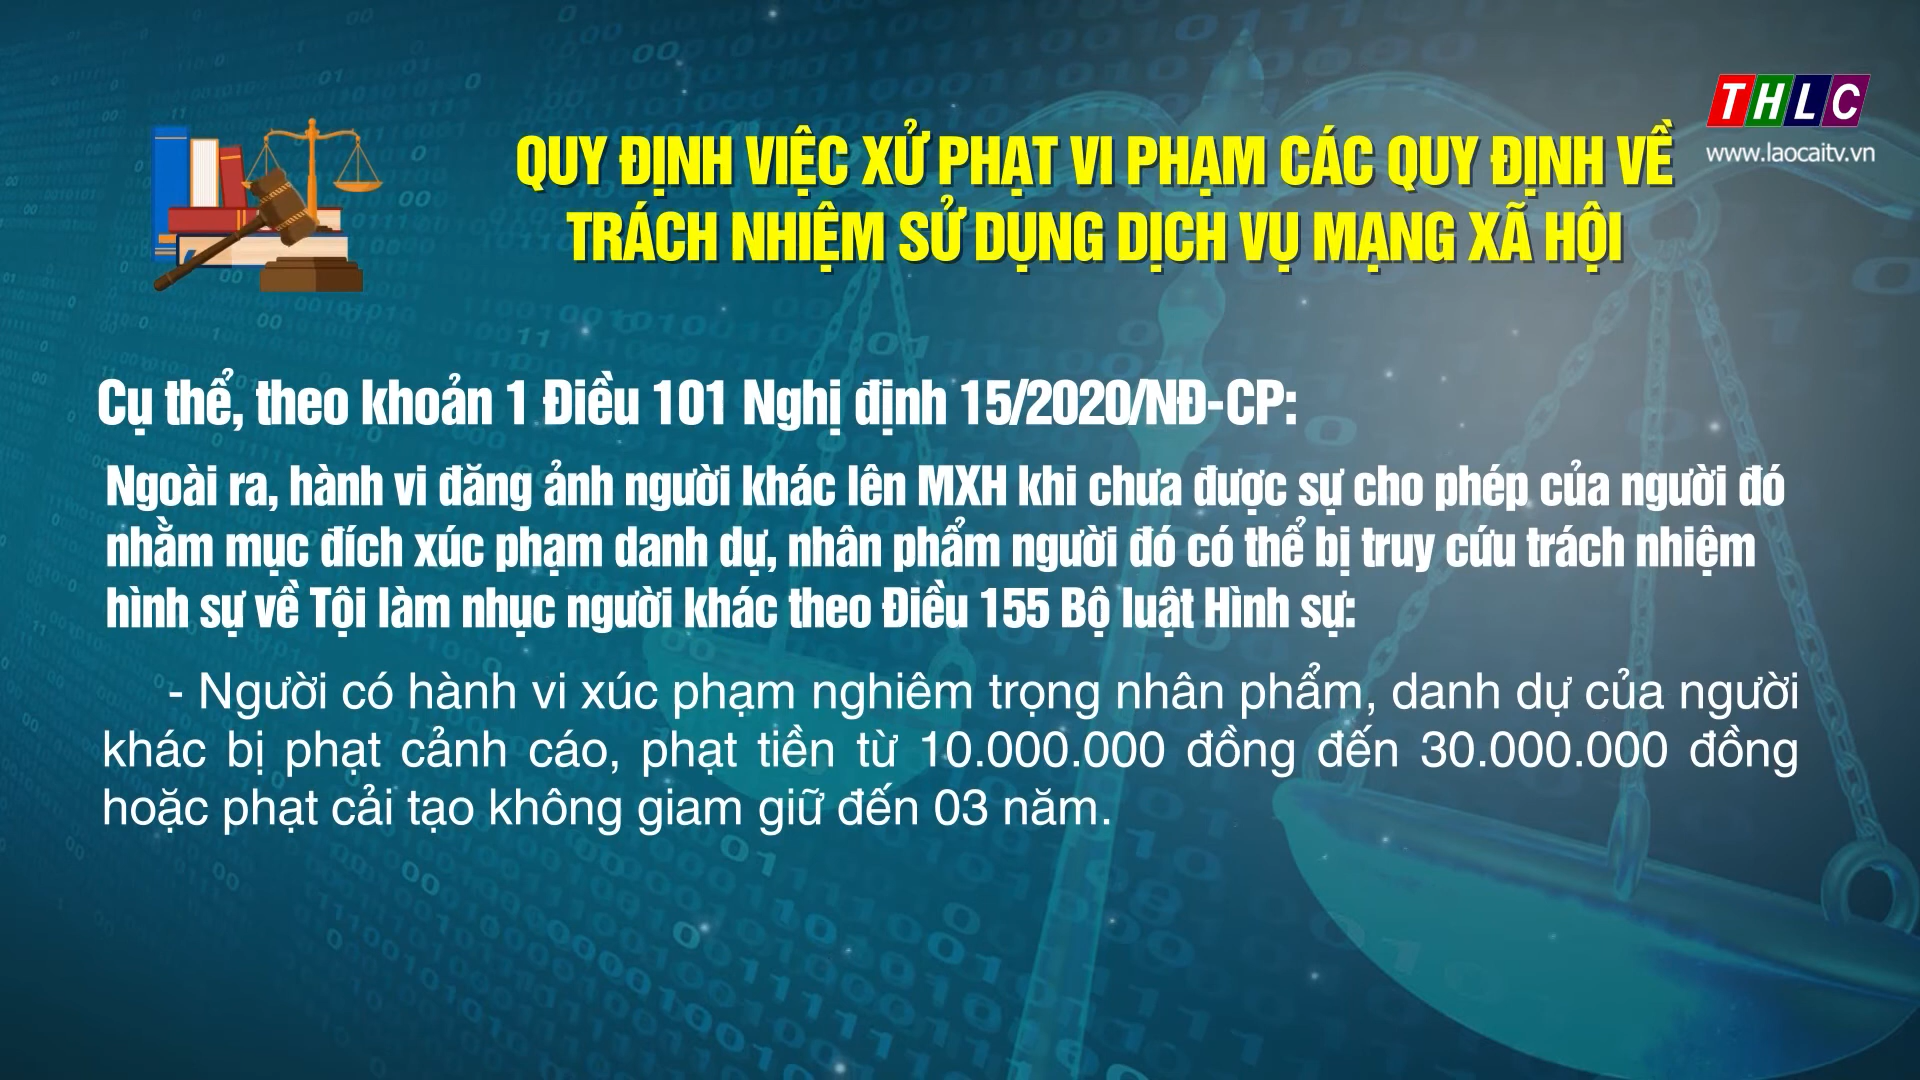 THLC
www.laocaitv.vn
QUY ĐỊNH VIỆC XỬ PHẠT VI PHẠM CÁC QUY ĐỊNH VỀ
TRÁCH NHIỆM SỬ DỤNG DỊCH VỤ MẠNG XÃ HỘI
Cụ thể, theo khoản 1 Điều 101 Nghị định 15/2020/NĐ-CP:
Ngoài ra, hành vi đăng ảnh người khác lên MXH khi chưa được sự cho phép của người đó
nhằm mục đích xúc phạm danh dự, nhân phẩm người đó có thể bị truy cứu trách nhiệm
hình sự về Tội làm nhục người khác theo Điều 155 Bộ luật Hình sự:
- Người có hành vi xúc phạm nghiêm trọng nhân phẩm, danh dự của người
khác bị phạt cảnh cáo, phạt tiền từ 10.000.000 đồng đến 30.000.000 đồng
hoặc phạt cải tạo không giam giữ đến 03 năm.